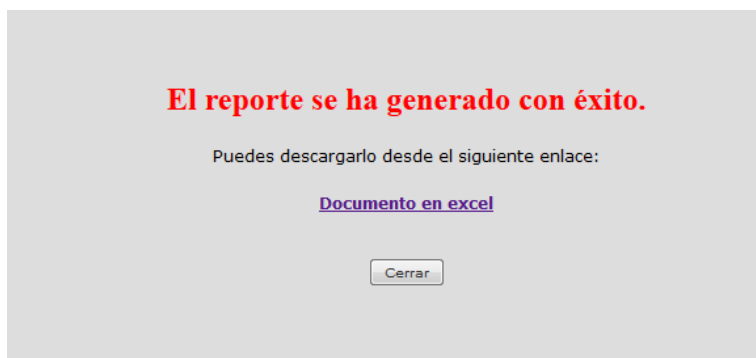 El reporte se ha generado con éxito.
Puedes descargarlo desde el siguiente enlace:
Documento en excel
Cerrar